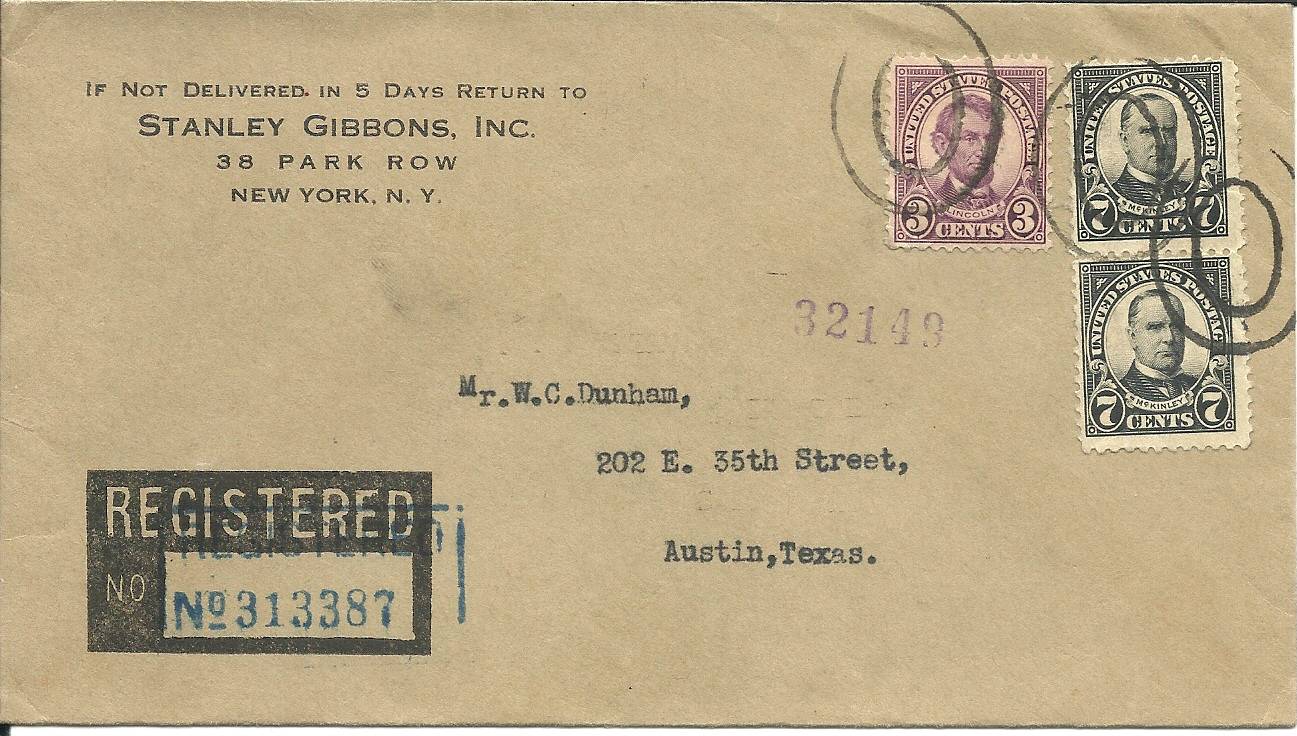 IF NOT DELIVERED IN 5 DAYS RETURN TO
STANLEY GIBBONS, INC.
38 PARK ROW
NEW YORK, N. Y.
UNITED STATES POSTAGE
LINCOLN
3 CENTS 3
UNITED STATES POSTAGE
McKINLEY
7 CENTS 7
UNITED STATES POSTAGE
McKINLEY
7 CENTS 7
32149
Mr.W.C.Dunham,
202 E. 35th Street,
Austin,Texas.
REGISTERED
REGISTERED
NO
No 313387